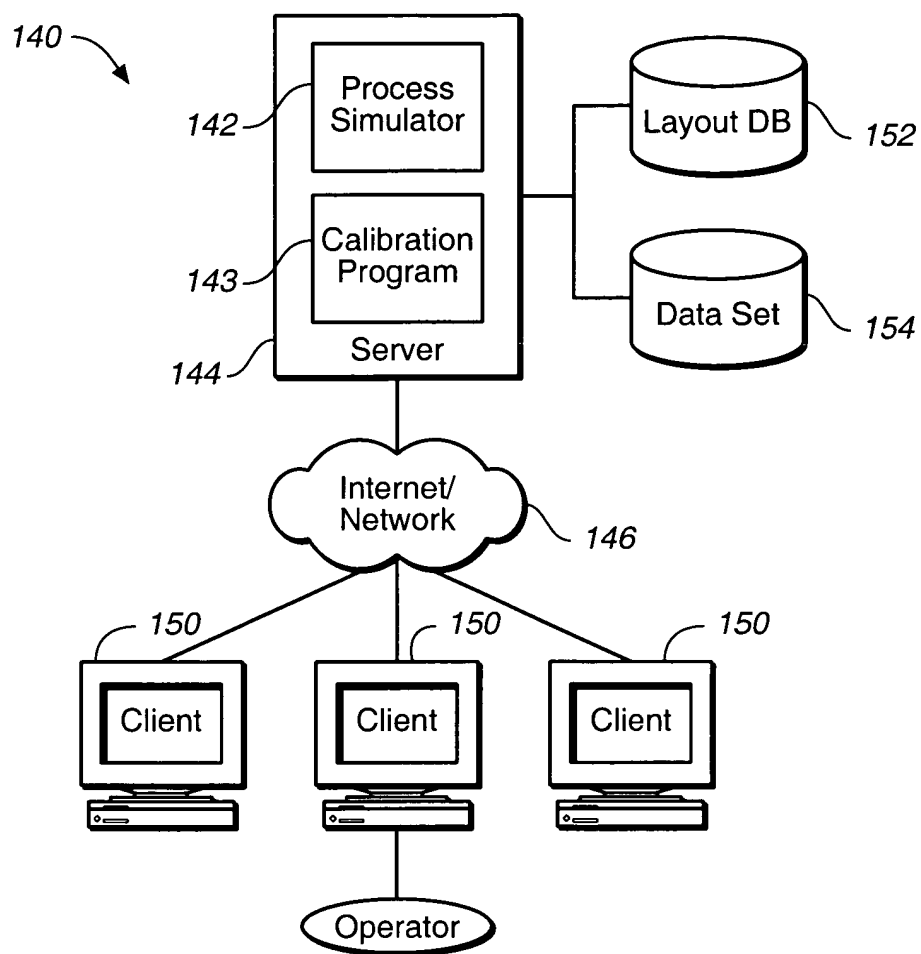 140
142
Process
Simulator
143
Calibration
Program
144
Server
Layout DB
152
Data Set
154
Internet/
Network
146
150
150
150
Client
Client
Client
Operator